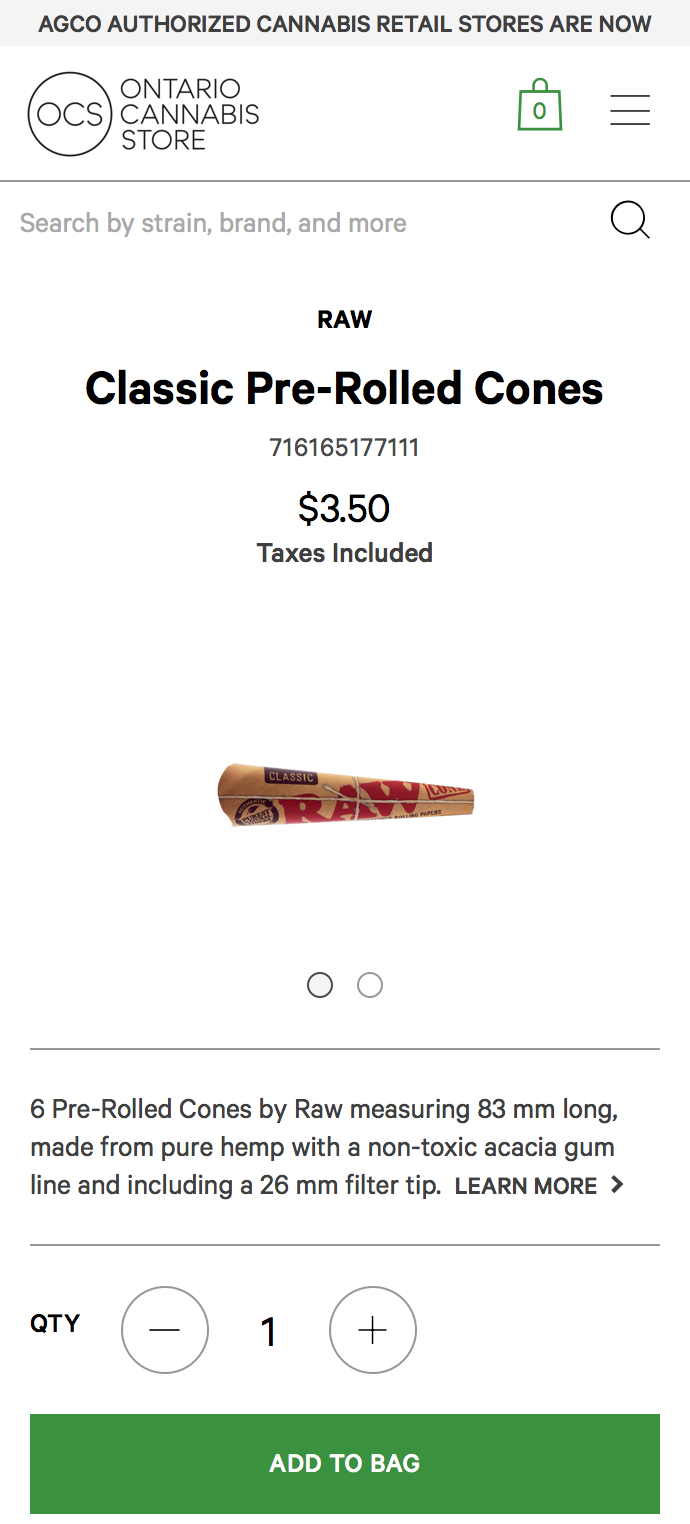 AGCO AUTHORIZED CANNABIS RETAIL STORES ARE NOW
OCS
ONTARIO
CANNABIS
STORE
0
Search by strain, brand, and more
RAW
Classic Pre-Rolled Cones
716165177111
$3.50
Taxes Included
CLASSIC
RAW
6 Pre-Rolled Cones by Raw measuring 83 mm long,
made from pure hemp with a non-toxic acacia gum
line and including a 26 mm filter tip. LEARN MORE >
QTY
1
ADD TO BAG